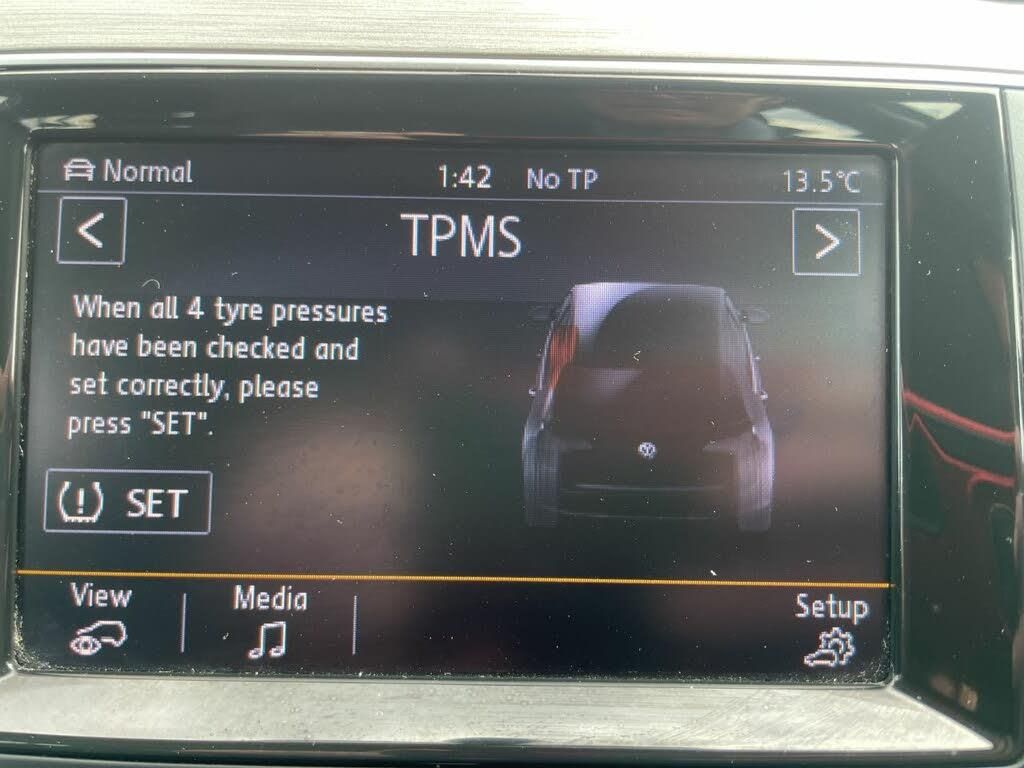 Normal 1:42 No TP 13.5°C
< TPMS >
When all 4 tyre pressures
have been checked and
set correctly, please
press "SET".
SET
View Media Setup